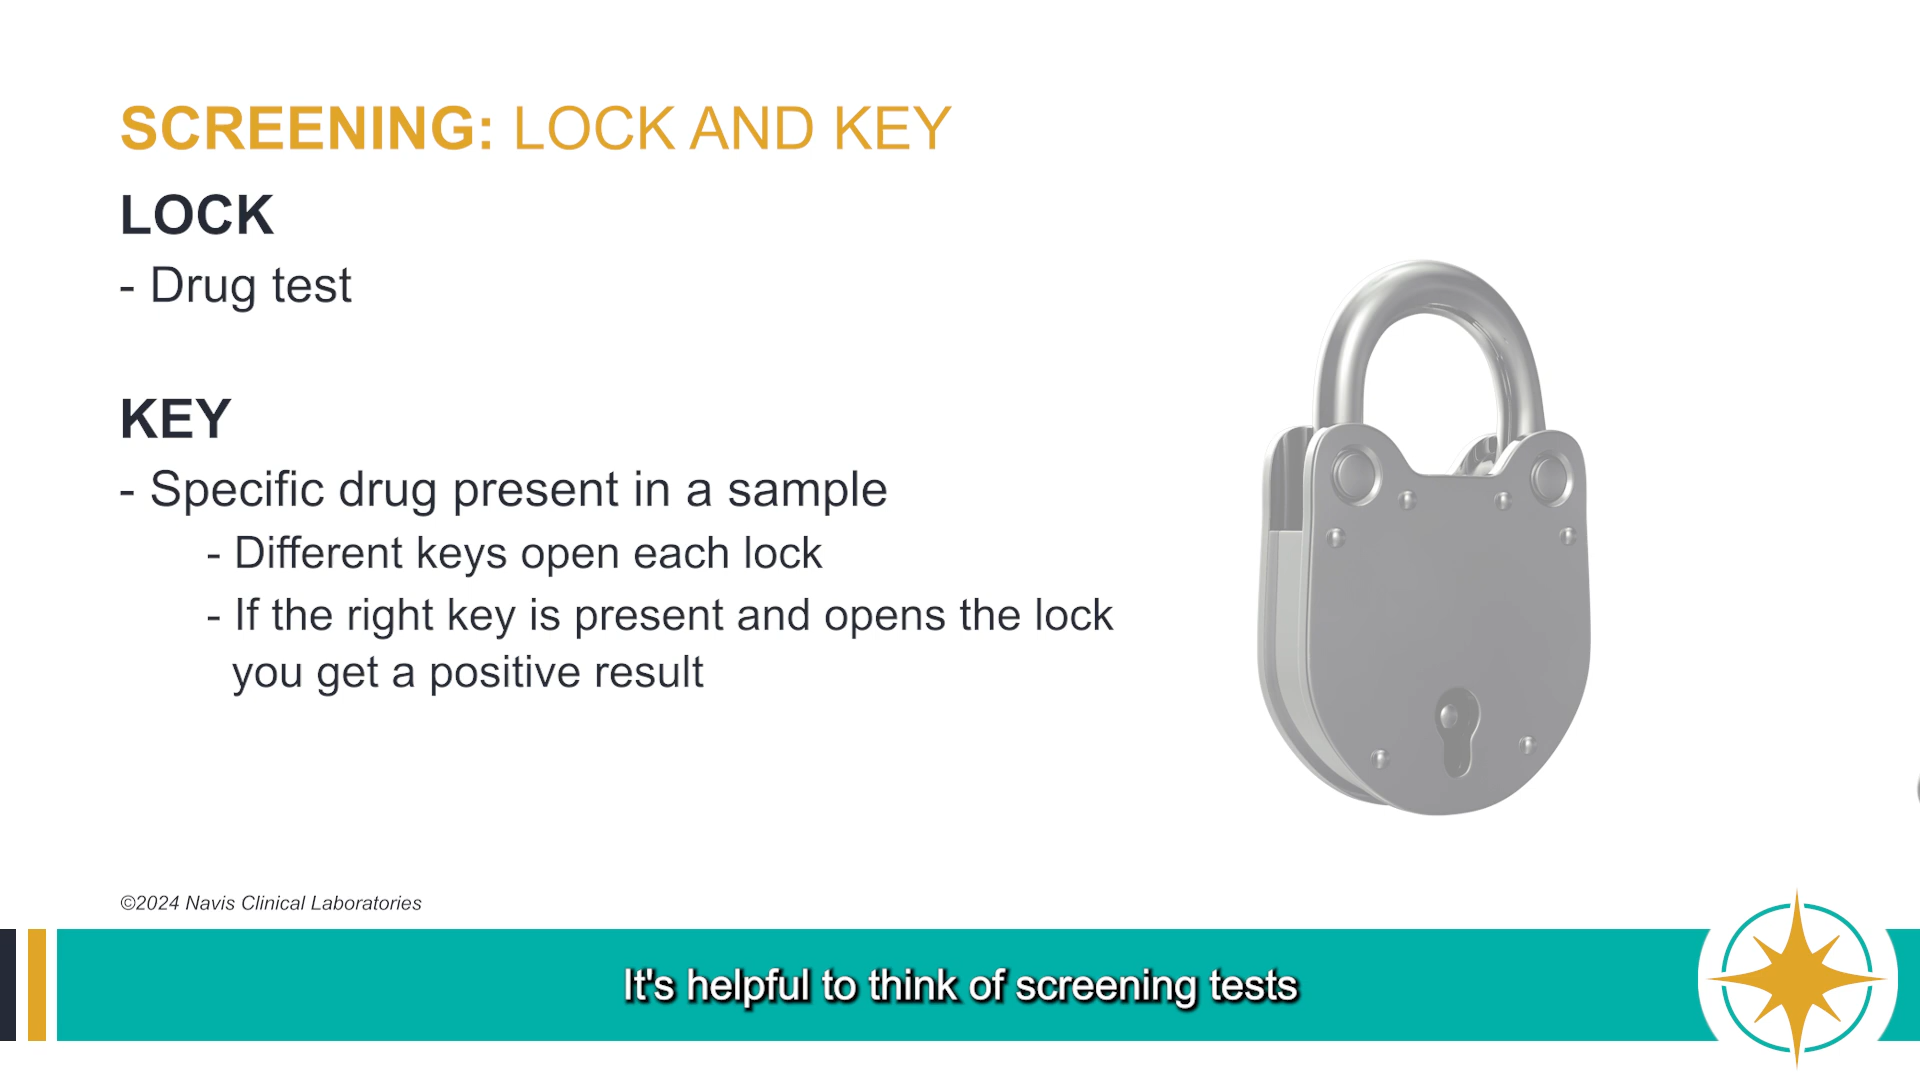 SCREENING: LOCK AND KEY
LOCK
- Drug test
KEY
- Specific drug present in a sample
- Different keys open each lock
- If the right key is present and opens the lock
you get a positive result
©2024 Navis Clinical Laboratories
It's helpful to think of screening tests